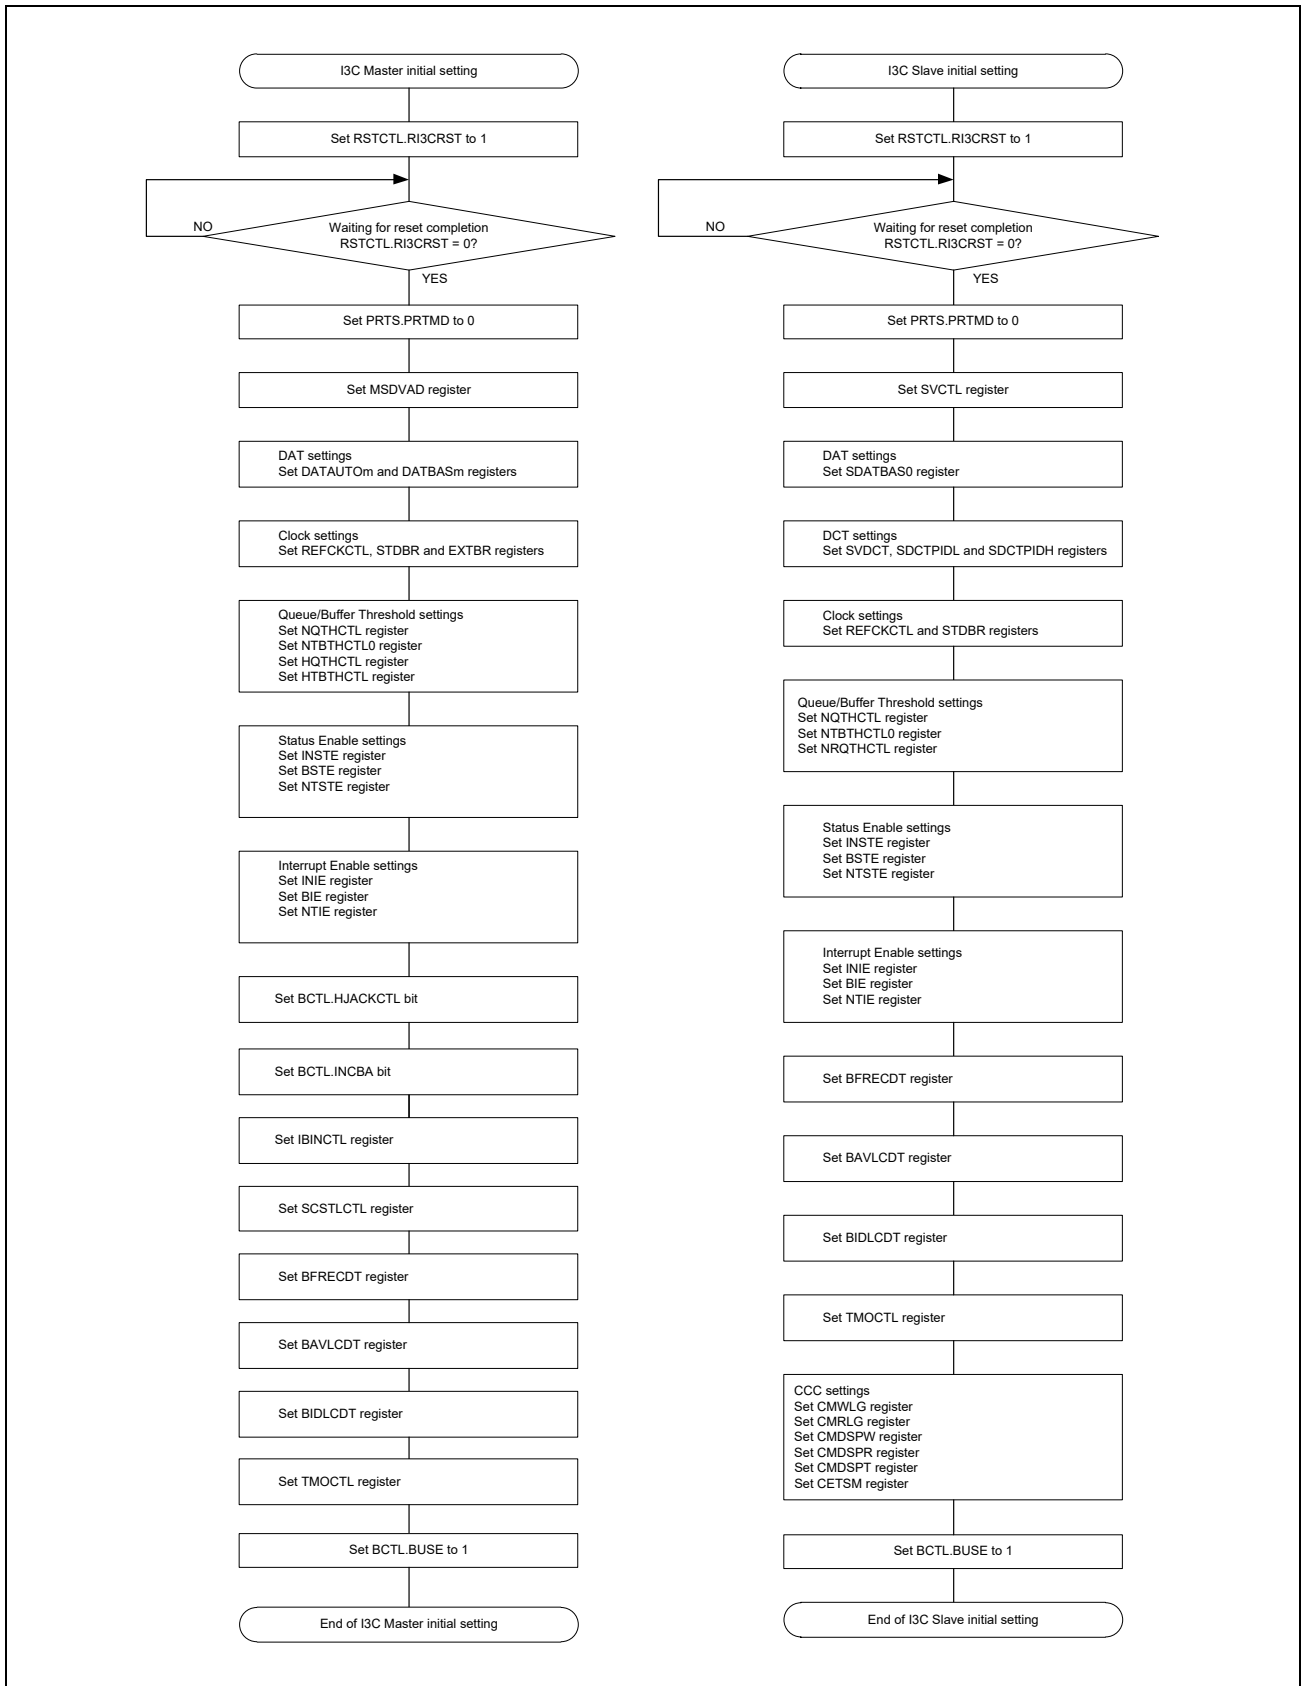 I3C Master initial setting
Set RSTCTL.RI3CRST to 1
NO
Waiting for reset completion
RSTCTL.RI3CRST = 0?
YES
Set PRTS.PRTMD to 0
Set MSDVAD register
DAT settings
Set DATAUTOm and DATBASm registers
Clock settings
Set REFCKCTL, STDBR and EXTBR registers
Queue/Buffer Threshold settings
Set NQTHCTL register
Set NTBTHCTL0 register
Set HQTHCTL register
Set HTBTHCTL register
Status Enable settings
Set INSTE register
Set BSTE register
Set NTSTE register
Interrupt Enable settings
Set INIE register
Set BIE register
Set NTIE register
Set BCTL.HJACKCTL bit
Set BCTL.INCBA bit
Set IBINCTL register
Set SCSTLCTL register
Set BFRECDT register
Set BAVLCDT register
Set BIDLCDT register
Set TMOCTL register
Set BCTL.BUSE to 1
End of I3C Master initial setting
I3C Slave initial setting
Set RSTCTL.RI3CRST to 1
NO
Waiting for reset completion
RSTCTL.RI3CRST = 0?
YES
Set PRTS.PRTMD to 0
Set SVCTL register
DAT settings
Set SDATBAS0 register
DCT settings
Set SVDCT, SDCTPIDL and SDCTPIDH registers
Clock settings
Set REFCKCTL and STDBR registers
Queue/Buffer Threshold settings
Set NQTHCTL register
Set NTBTHCTL0 register
Set NRQTHCTL register
Status Enable settings
Set INSTE register
Set BSTE register
Set NTSTE register
Interrupt Enable settings
Set INIE register
Set BIE register
Set NTIE register
Set BFRECDT register
Set BAVLCDT register
Set BIDLCDT register
Set TMOCTL register
CCC settings
Set CMWLG register
Set CMRLG register
Set CMDSPW register
Set CMDSPR register
Set CMDSPT register
Set CETSM register
Set BCTL.BUSE to 1
End of I3C Slave initial setting